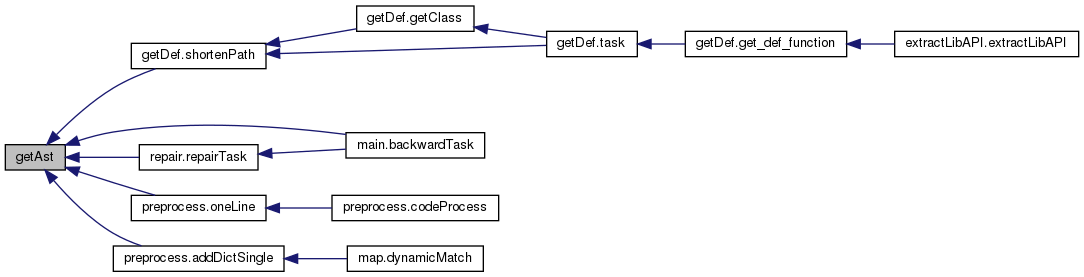 getDef.getClass
getDef.shortenPath
getDef.task
getDef.get_def_function
extractLibAPI.extractLibAPI
getAst
main.backwardTask
repair.repairTask
preprocess.oneLine
preprocess.codeProcess
preprocess.addDictSingle
map.dynamicMatch